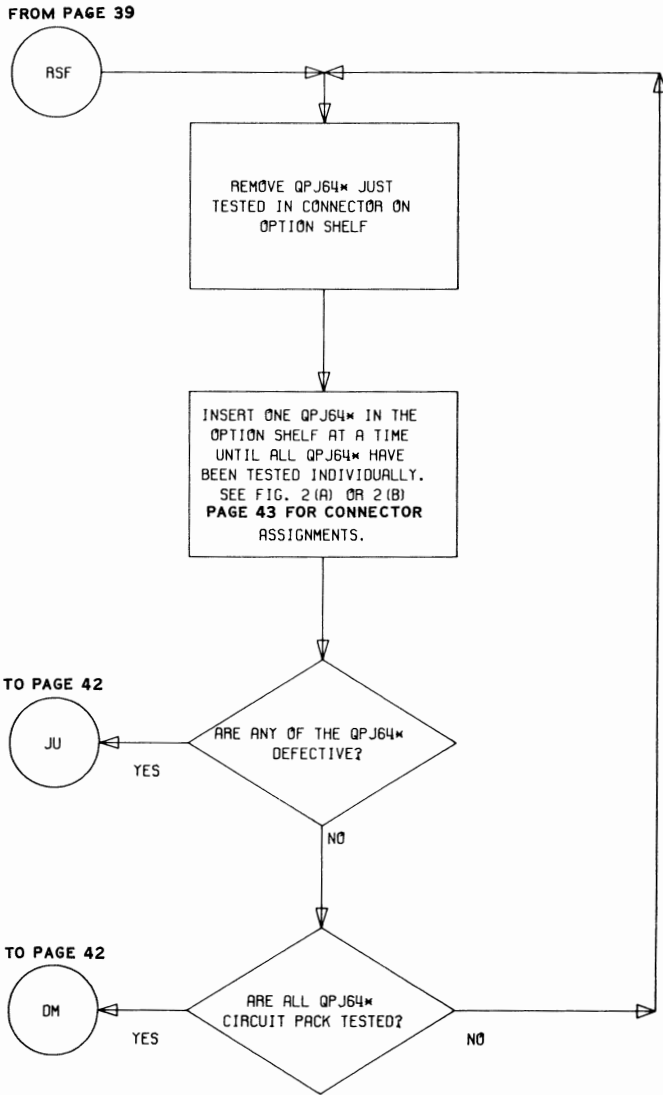 FROM PAGE 39
RSF
REMOVE QPJ64* JUST
TESTED IN CONNECTOR ON
OPTION SHELF
INSERT ONE QPJ64* IN THE
OPTION SHELF AT A TIME
UNTIL ALL QPJ64* HAVE
BEEN TESTED INDIVIDUALLY.
SEE FIG. 2(A) OR 2(B)
PAGE 43 FOR CONNECTOR
ASSIGNMENTS.
TO PAGE 42
JU
YES
ARE ANY OF THE QPJ64*
DEFECTIVE?
NO
TO PAGE 42
DM
YES
ARE ALL QPJ64*
CIRCUIT PACK TESTED?
NO